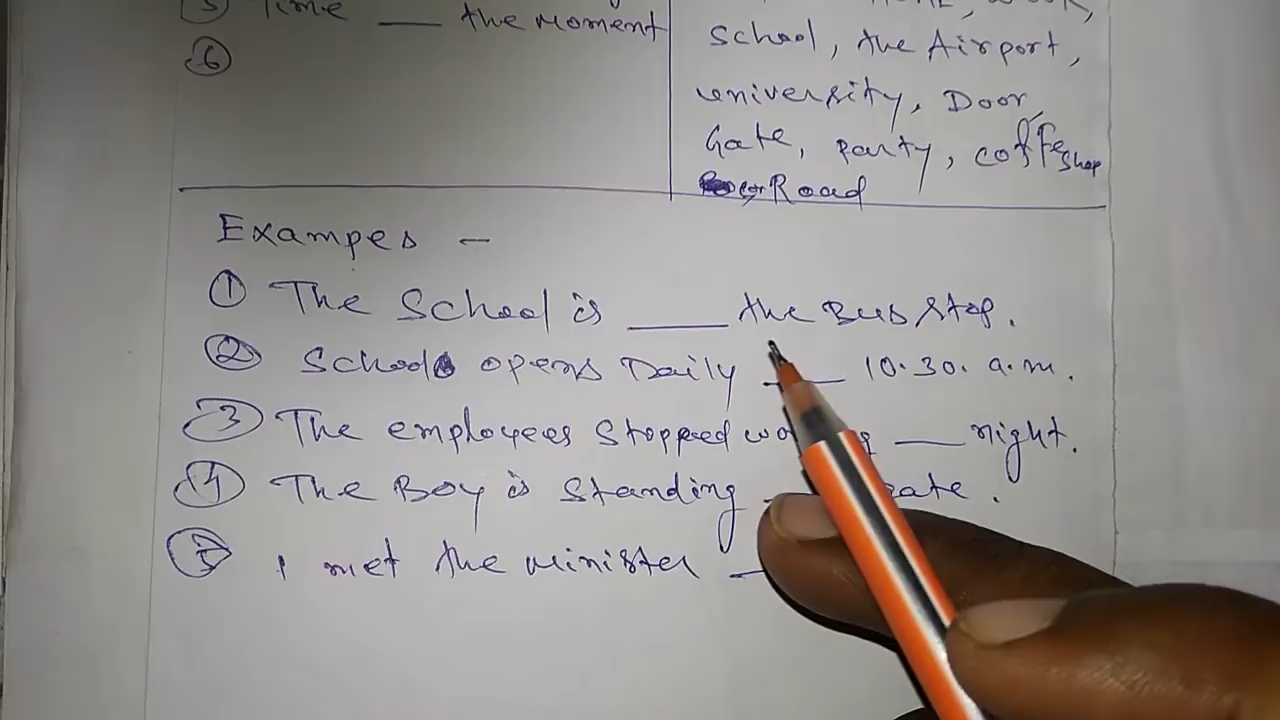 ③ Time ___ the moment
⑥
school, the Airport,
university, Door,
Gate, party, coffe shop
Road
Exampes —
① The School is ___ the Bus stop.
② School opens Daily ___ 10.30. a.m.
③ The employees stopped ___ night.
④ The Boy is standing
⑤ I met the minister